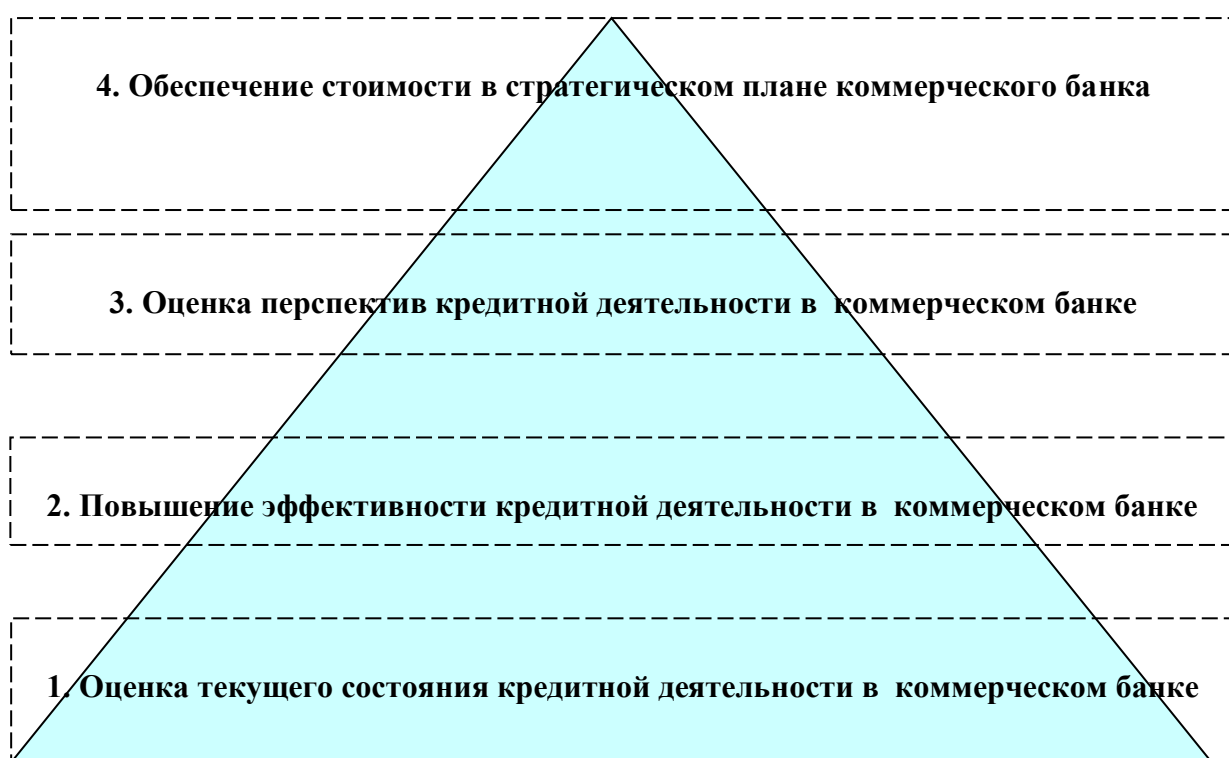 4. Обеспечение стоимости в стратегическом плане коммерческого банка
3. Оценка перспектив кредитной деятельности в коммерческом банке
2. Повышение эффективности кредитной деятельности в коммерческом банке
1. Оценка текущего состояния кредитной деятельности в коммерческом банке